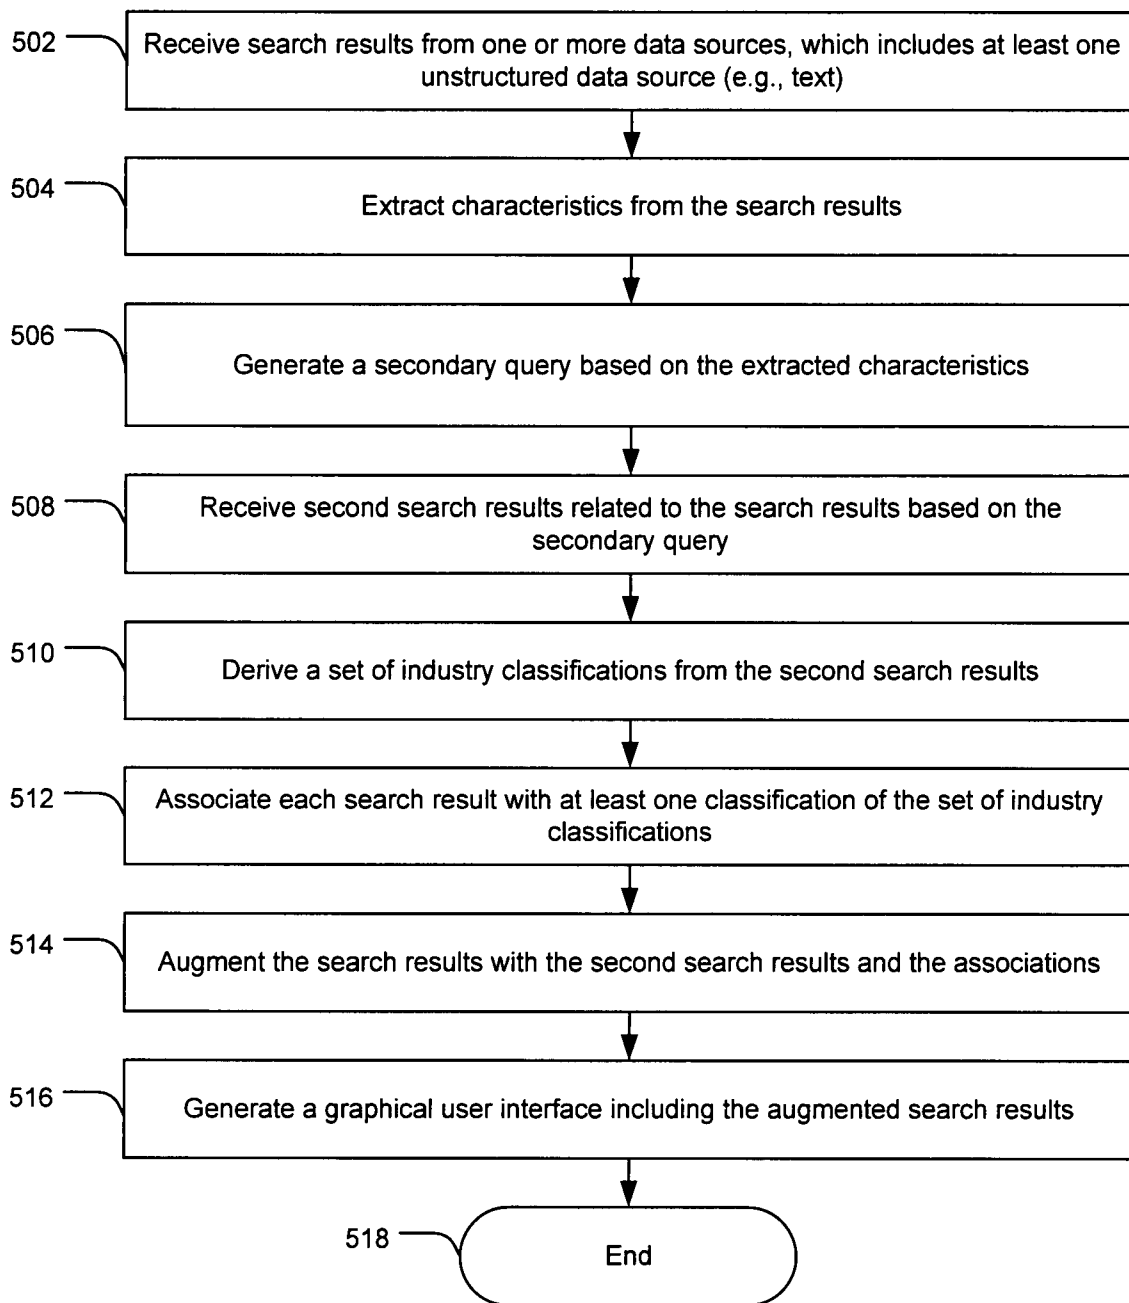 502
Receive search results from one or more data sources, which includes at least one
unstructured data source (e.g., text)
504
Extract characteristics from the search results
506
Generate a secondary query based on the extracted characteristics
508
Receive second search results related to the search results based on the
secondary query
510
Derive a set of industry classifications from the second search results
512
Associate each search result with at least one classification of the set of industry
classifications
514
Augment the search results with the second search results and the associations
516
Generate a graphical user interface including the augmented search results
518
End